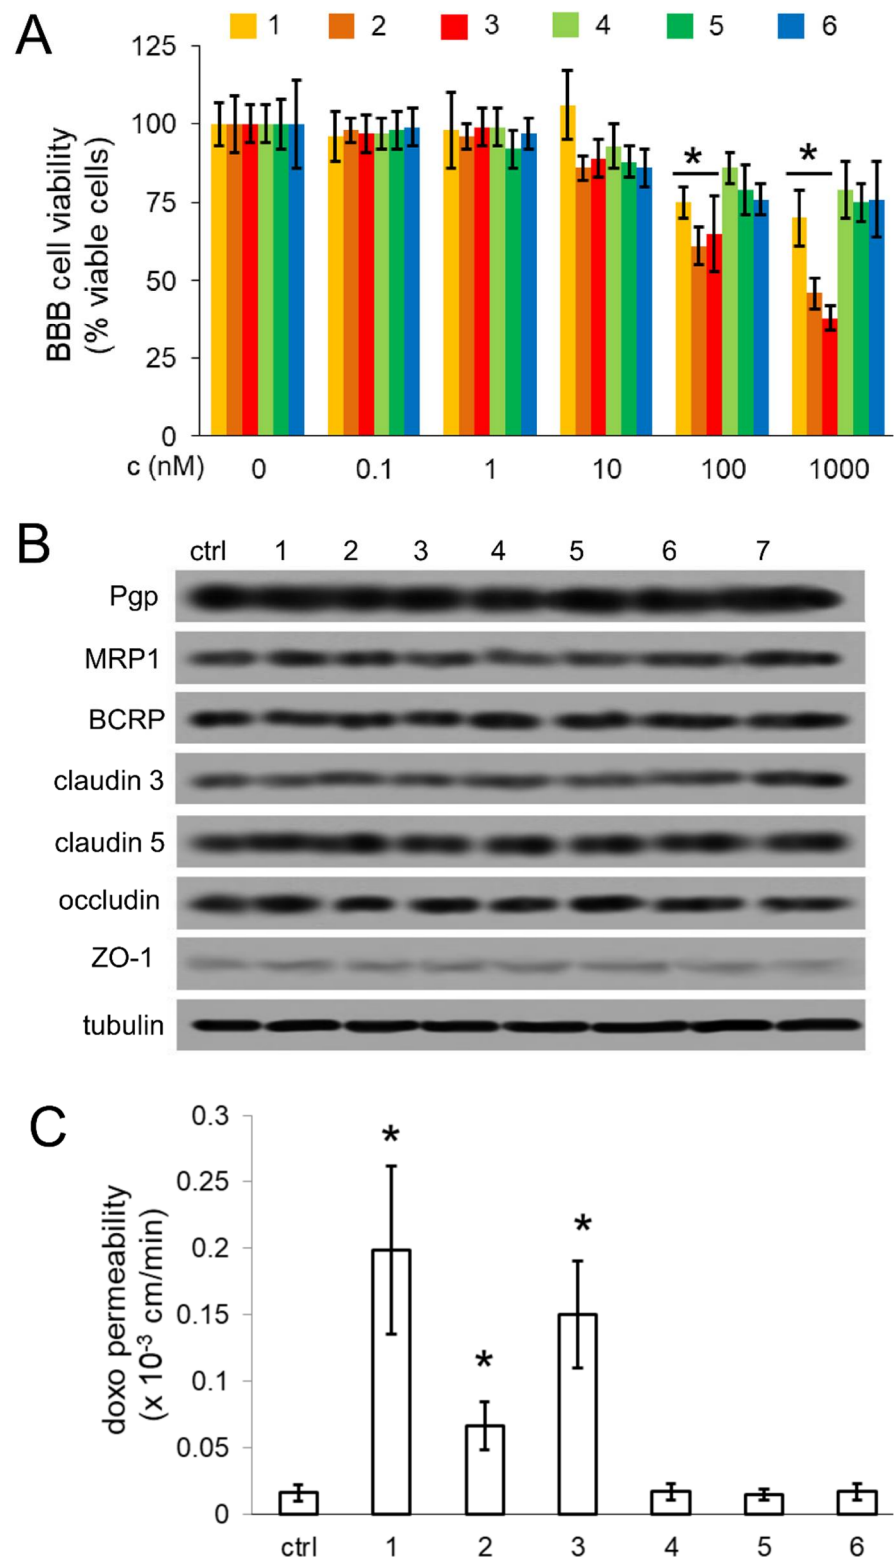 A
1 2 3 4 5 6
125
100
75
50
25
0
BBB cell viability
(% viable cells)
* *
c (nM) 0 0.1 1 10 100 1000
B
ctrl 1 2 3 4 5 6 7
Pgp
MRP1
BCRP
claudin 3
claudin 5
occludin
ZO-1
tubulin
C
0.3
0.25
0.2
0.15
0.1
0.05
0
doxo permeability
(x 10⁻³ cm/min)
* * *
ctrl 1 2 3 4 5 6